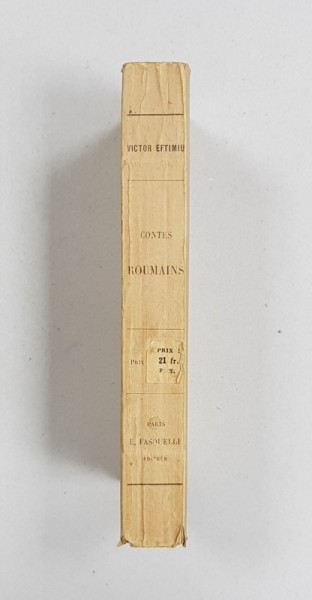 VICTOR EFTIMIU
CONTES
ROUMAINS
PRIX
PRIX :
21 fr.
F. X.
PARIS
E. FASQUELLE
ÉDITEUR